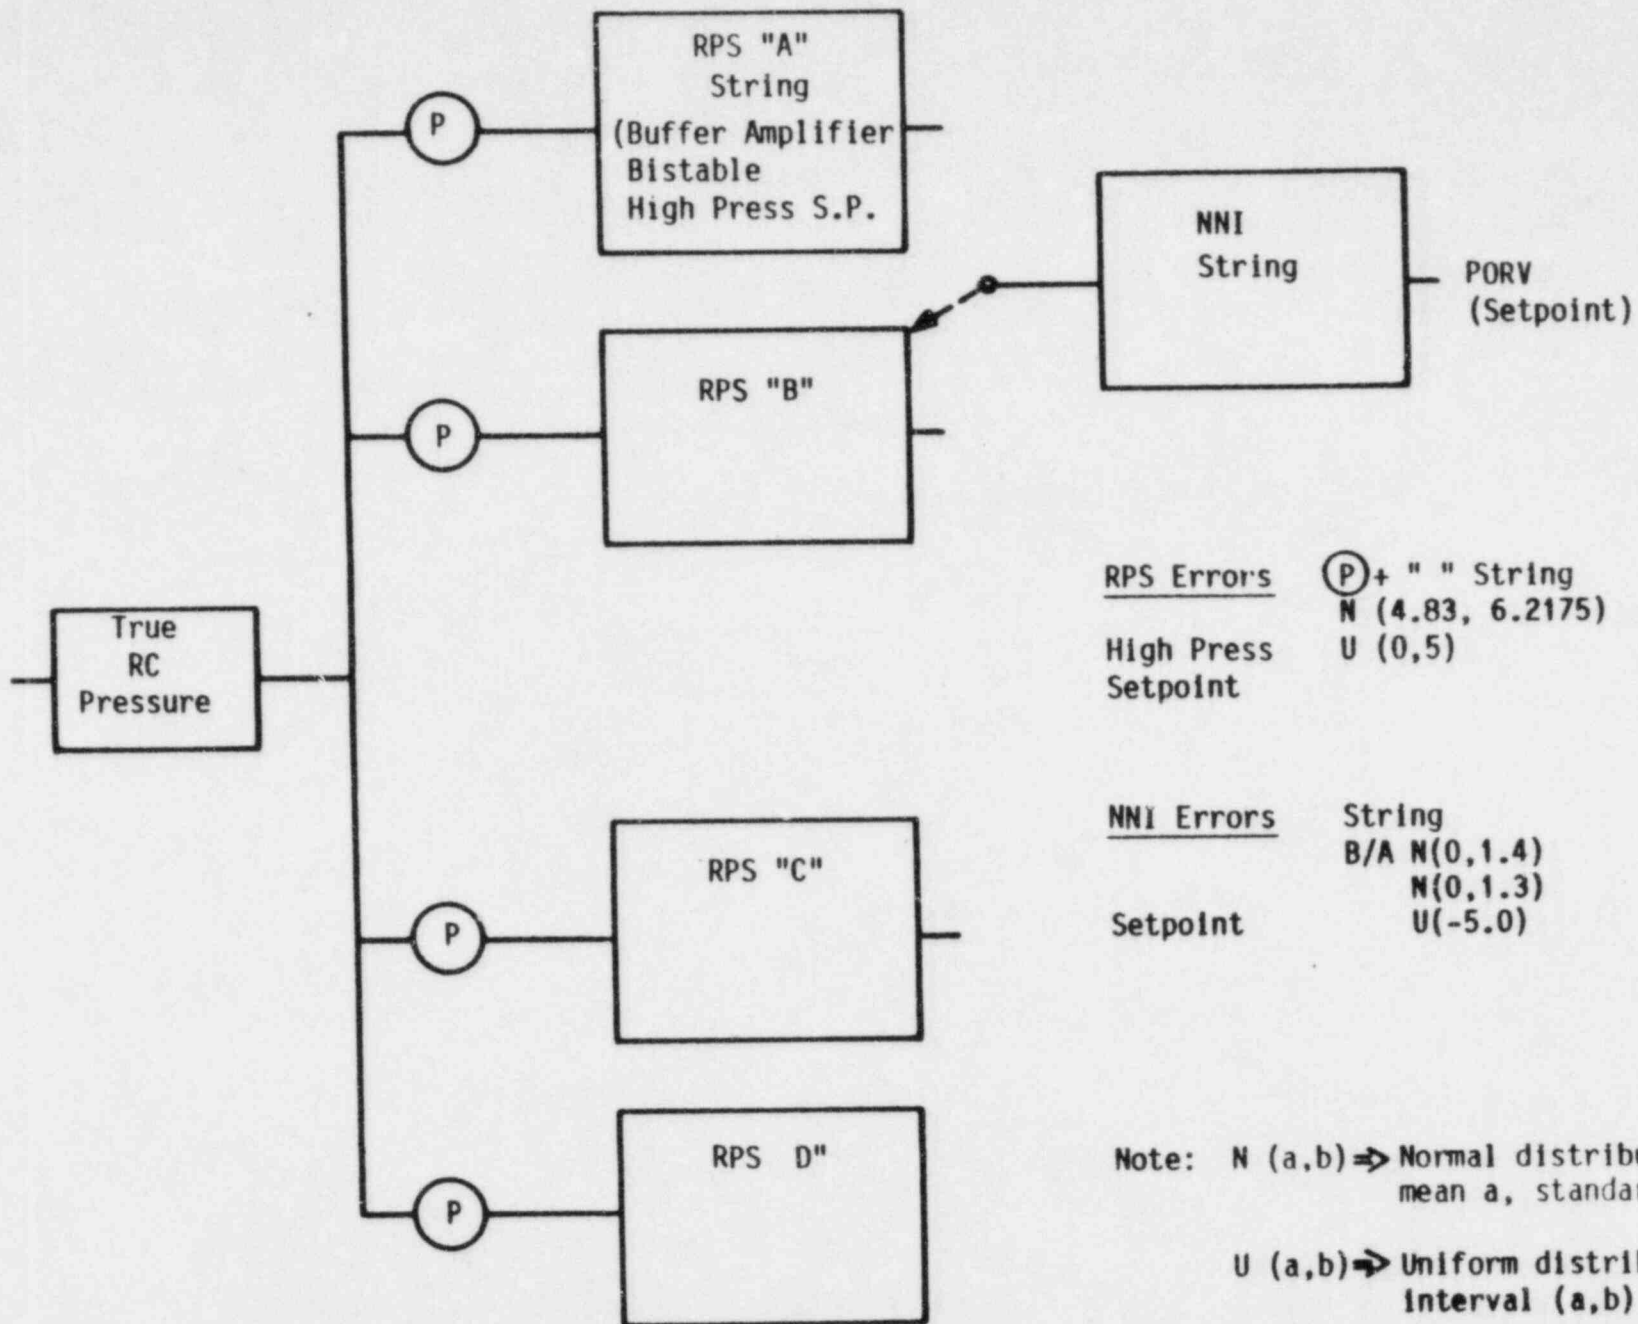 RPS "A"
String
(Buffer Amplifier
Bistable
High Press S.P.
P
NNI
String
PORV
(Setpoint)
RPS "B"
P
RPS Errors P + " " String
N (4.83, 6.2175)
High Press U (0,5)
Setpoint
True
RC
Pressure
NNI Errors String
B/A N(0,1.4)
N(0,1.3)
Setpoint U(-5.0)
RPS "C"
P
RPS D"
P
Note: N (a,b) ⇒ Normal distribu
mean a, standa
U (a,b) ⇒ Uniform distri
interval (a,b)